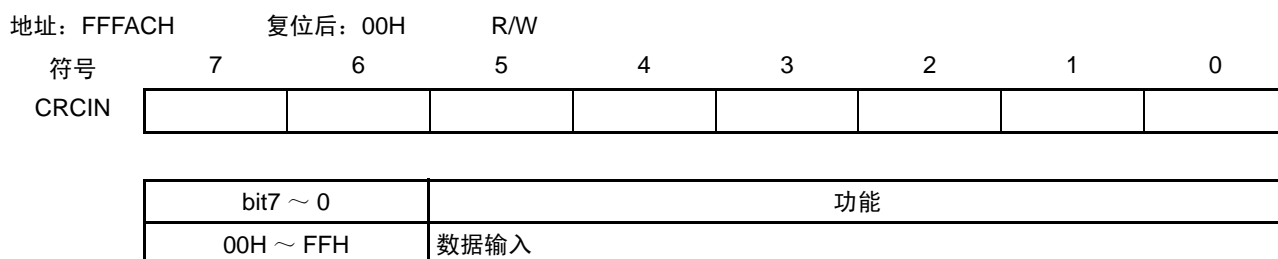 地址：FFFACH 复位后：00H R/W
符号 7 6 5 4 3 2 1 0
CRCIN
bit7 ～ 0 功能
00H ～ FFH 数据输入